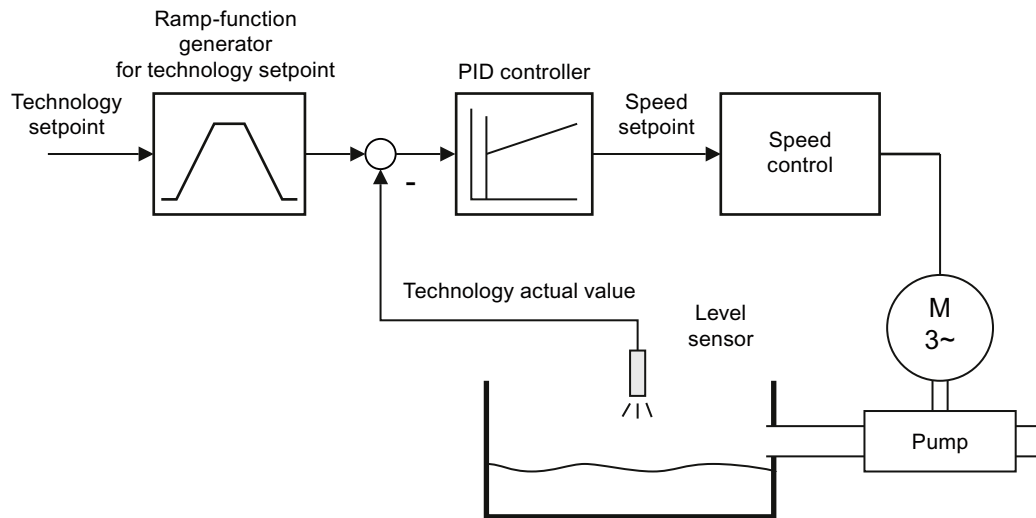 Ramp-function
generator
for technology setpoint
Technology
setpoint
PID controller
Speed
setpoint
Speed
control
-
Technology actual value
Level
sensor
M
3~
Pump